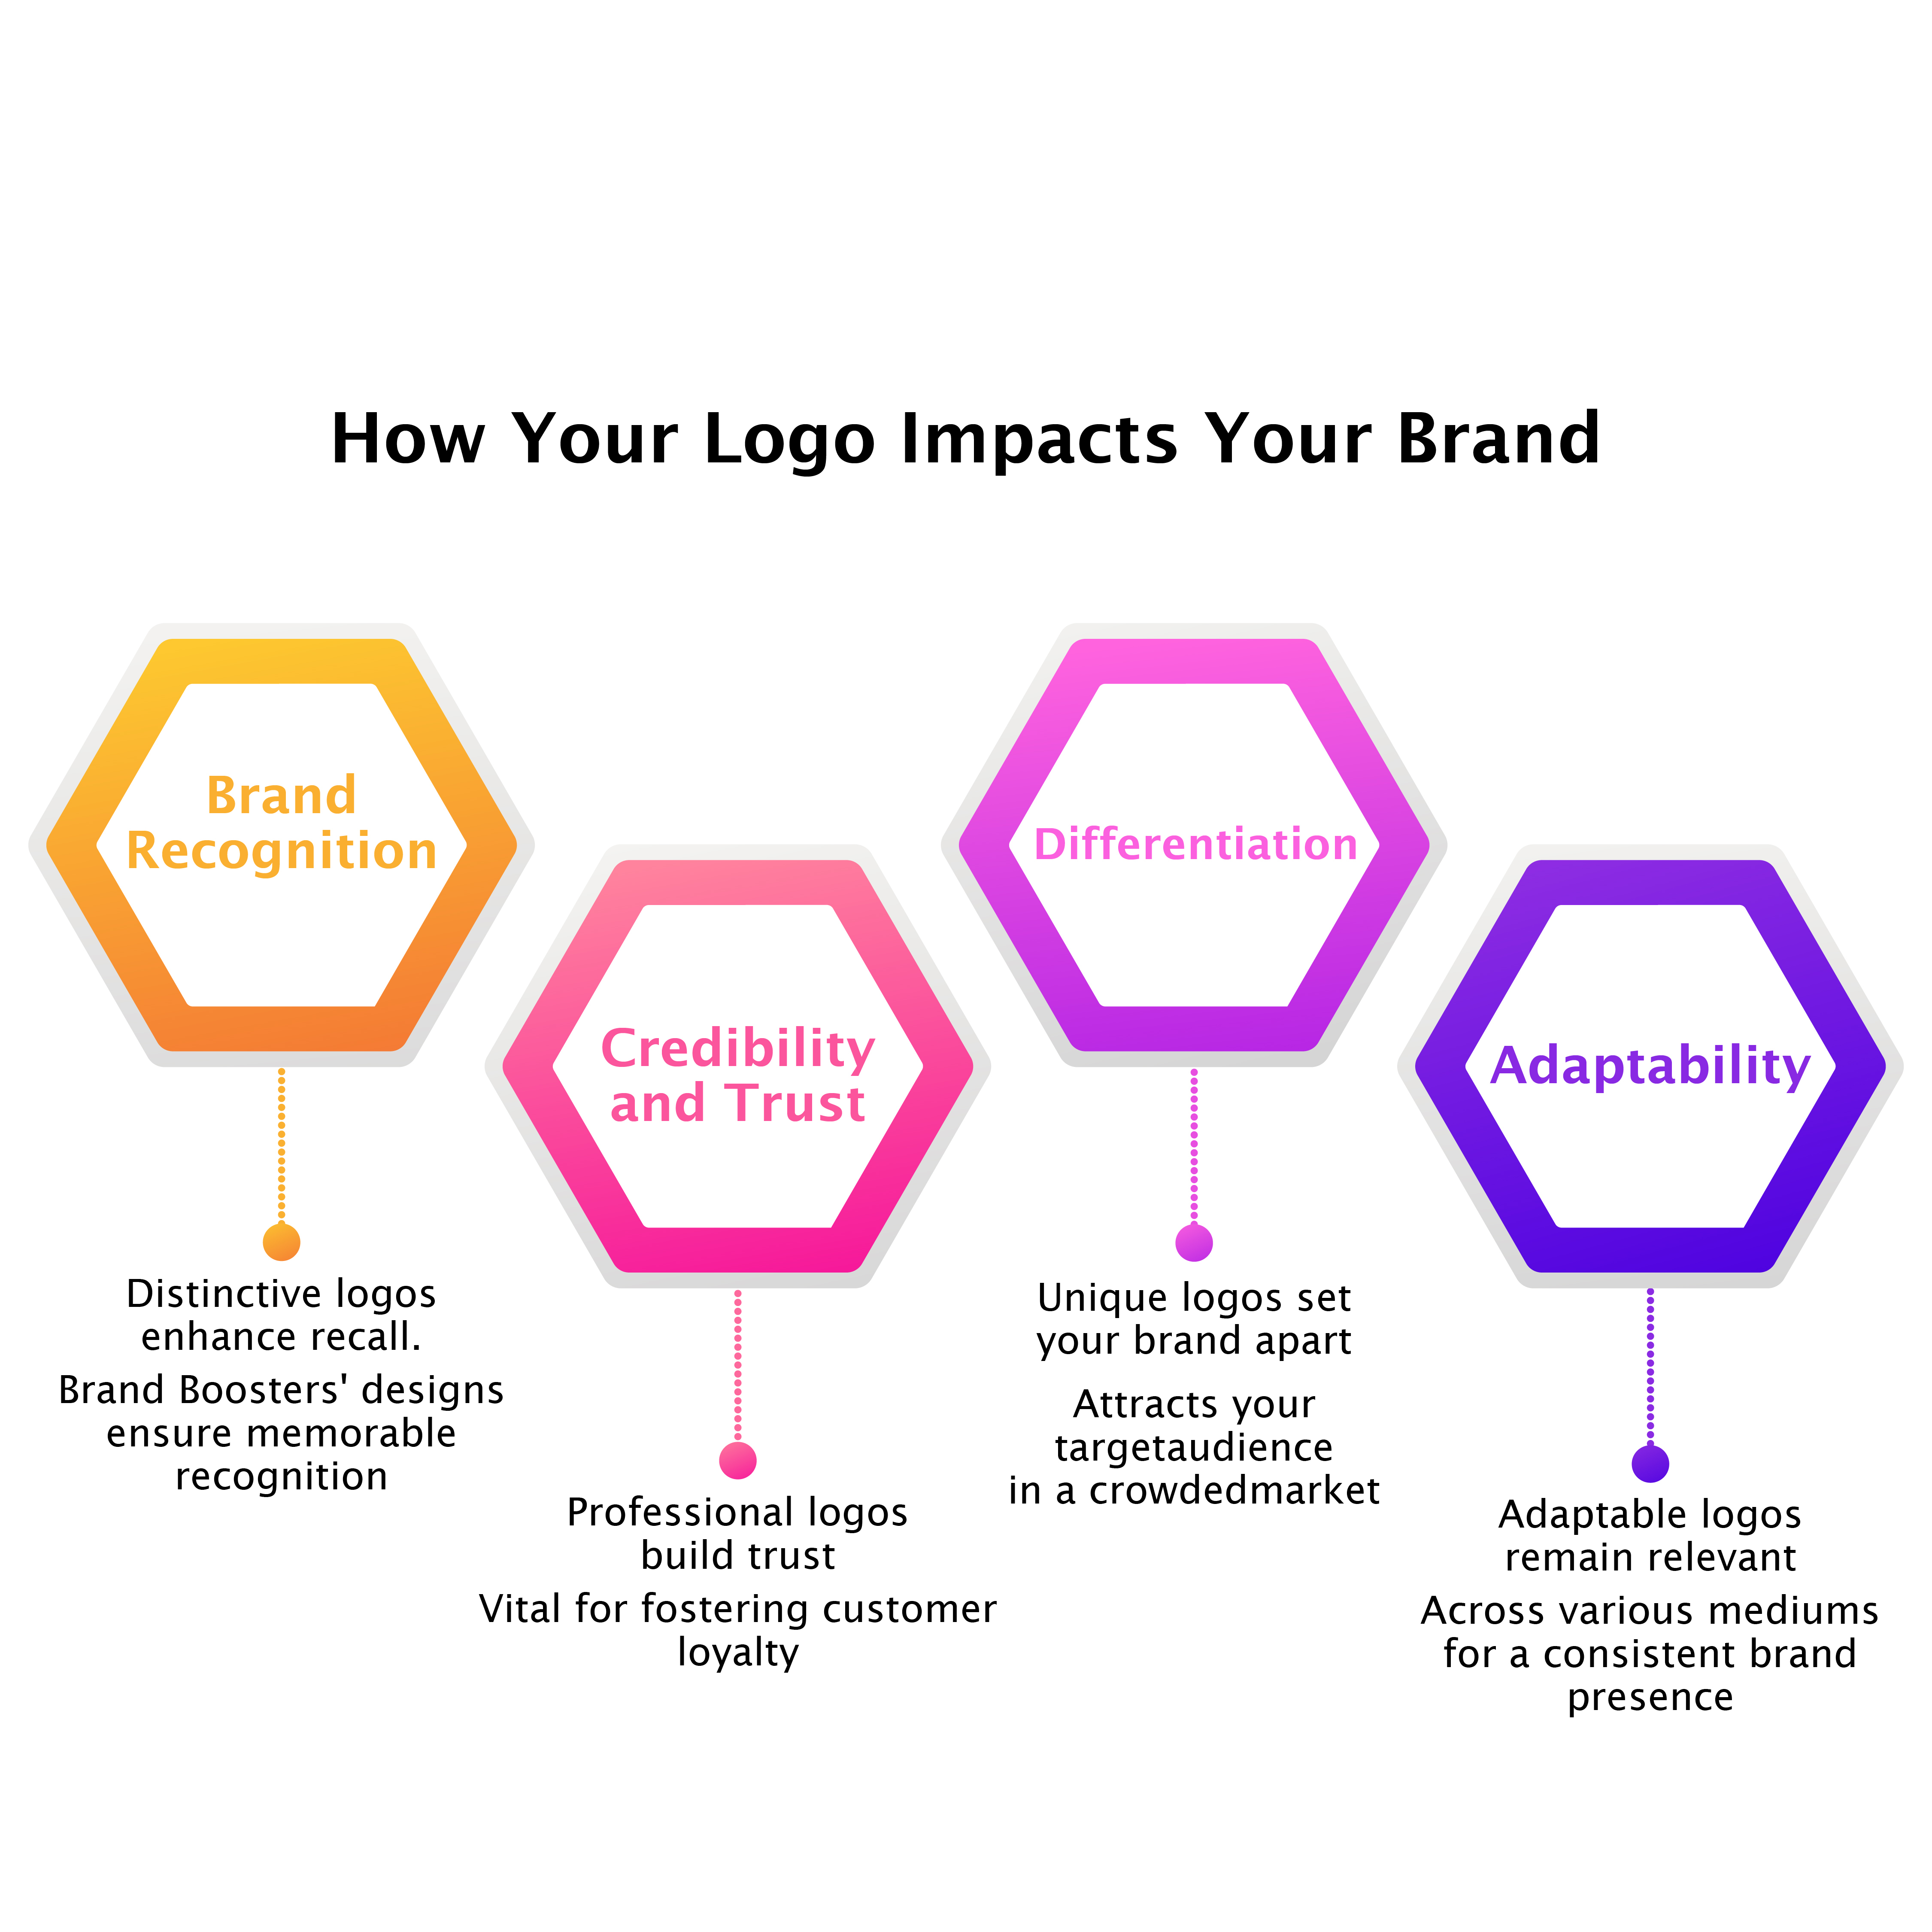 How Your Logo Impacts Your Brand
Brand
Recognition
Distinctive logos
enhance recall.
Brand Boosters' designs
ensure memorable
recognition
Credibility
and Trust
Professional logos
build trust
Vital for fostering customer
loyalty
Differentiation
Unique logos set
your brand apart
Attracts your
targetaudience
in a crowdedmarket
Adaptability
Adaptable logos
remain relevant
Across various mediums
for a consistent brand
presence